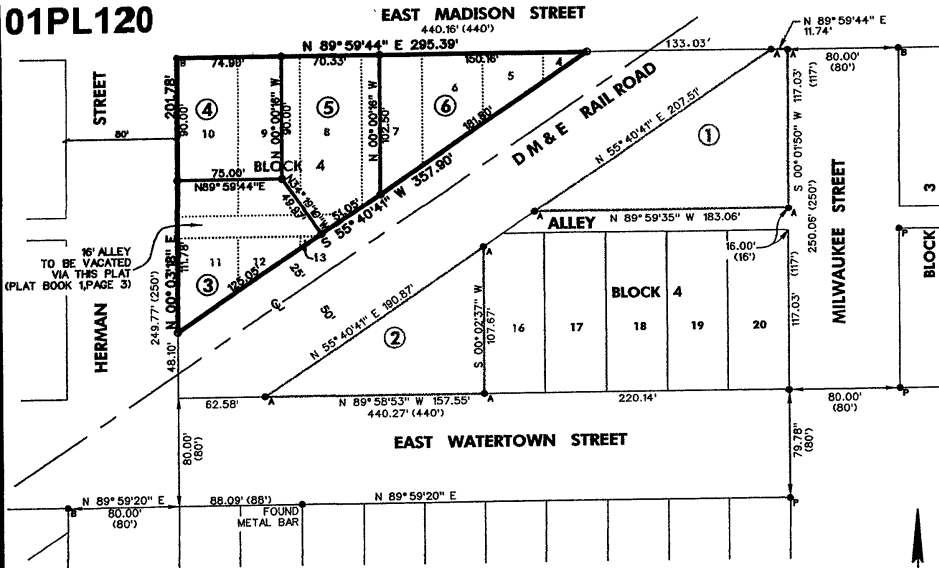 01PL120
EAST MADISON STREET
440.16' (440')
N 89°59'44" E 295.39'
133.03'
N 89°59'44" E
11.74'
80.00'
(80')
74.98'
70.33'
150.16'
4
5
6
B
A
A
B
STREET
80'
201.78'
90.00'
④
10
9
N 00°00'16" W
90.00'
⑤
8
N 00°00'16" W
102.50'
7
⑥
181.80'
DM & E RAIL ROAD
N 55°40'41" E 207.51'
①
117.03'
(117')
S 00°01'50" W
250.06' (250')
MILWAUKEE STREET
BLOCK 3
BLOCK 4
75.00'
N89°59'44"E
N34°19'19"W
49.97'
51.05'
S 55°40'41" W 357.90'
A
ALLEY
N 89°59'35" W 183.06'
A
16.00'
(16')
P
16' ALLEY
TO BE VACATED
VIA THIS PLAT
(PLAT BOOK 1,PAGE 3)
HERMAN
249.77' (250')
N 00°03'18" E
111.78'
11
12
13
③
126.05'
25'
50'
℄
48.10'
N 55°40'41" E 190.87'
②
A
S 00°02'37" W
107.67'
BLOCK 4
16
17
18
19
20
(117')
117.03'
62.58'
A
N 89°58'53" W 157.55'
440.27' (440')
A
220.14'
80.00'
(80')
P
EAST WATERTOWN STREET
80.00'
(80')
79.78'
(80')
N 89°59'20" E
80.00'
(80')
B
88.09' (88')
FOUND
METAL BAR
N 89°59'20" E
P